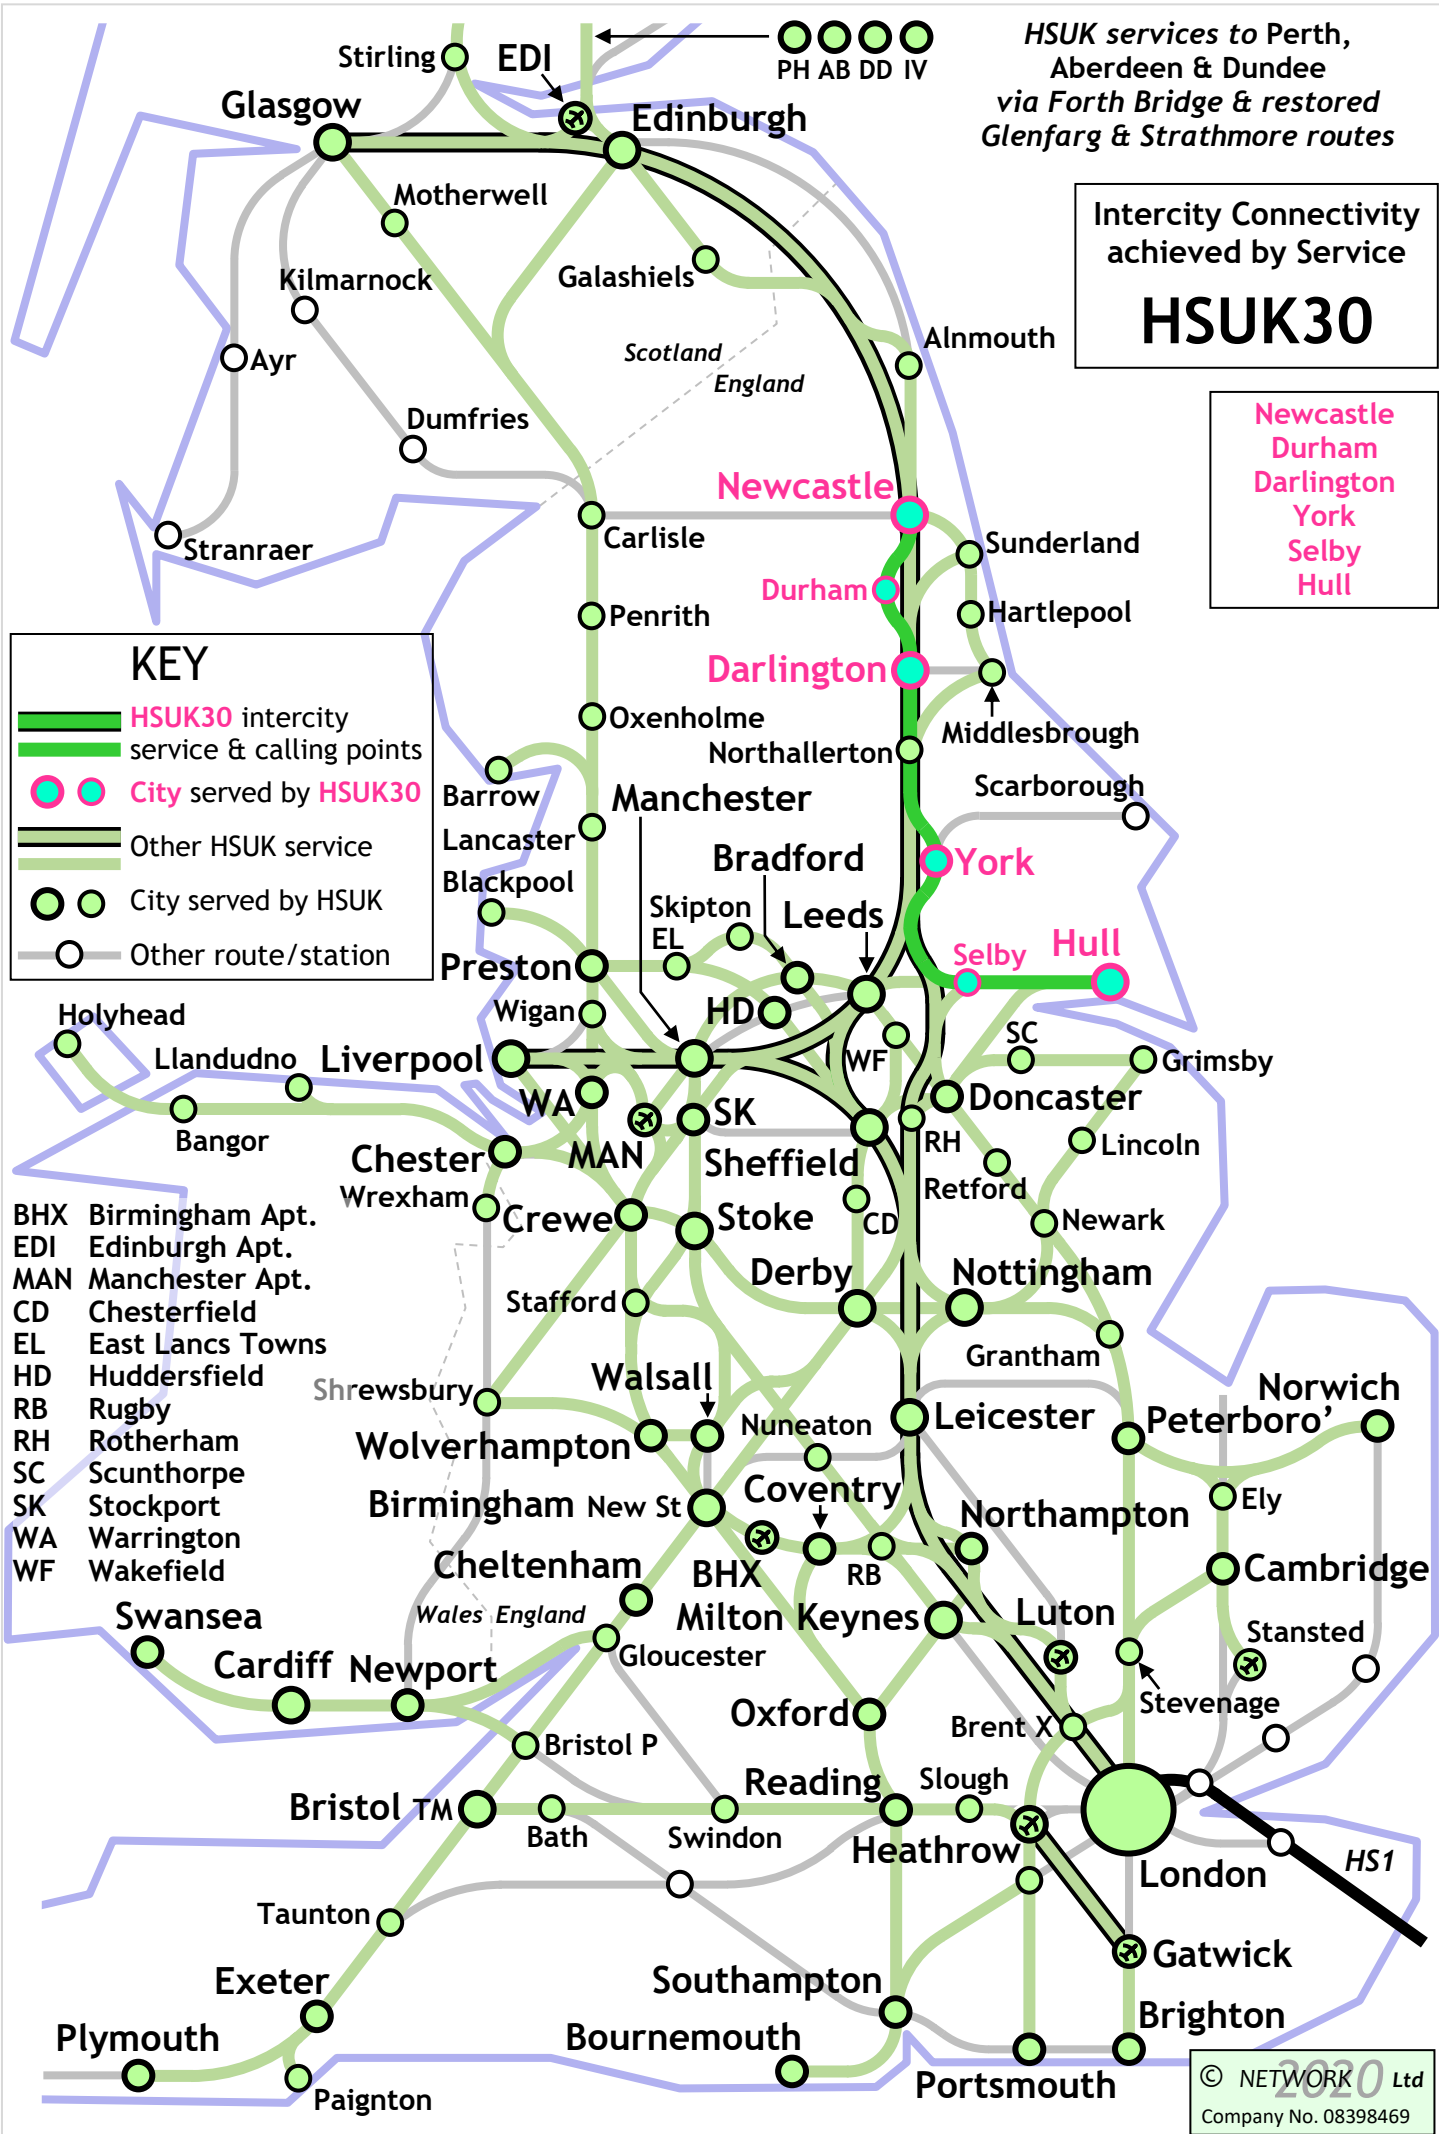 HSUK services to Perth,
Aberdeen & Dundee
via Forth Bridge & restored
Glenfarg & Strathmore routes
PH AB DD IV
Stirling
EDI
Glasgow
Edinburgh
Intercity Connectivity
achieved by Service
HSUK30
Motherwell
Galashiels
Kilmarnock
Alnmouth
Ayr
Scotland
England
Newcastle
Durham
Darlington
York
Selby
Hull
Dumfries
Newcastle
Carlisle
Sunderland
Stranraer
Durham
Penrith
Hartlepool
KEY
HSUK30 intercity
service & calling points
City served by HSUK30
Other HSUK service
City served by HSUK
Other route/station
Darlington
Oxenholme
Middlesbrough
Northallerton
Barrow
Manchester
Scarborough
Lancaster
Bradford
York
Blackpool
Skipton
EL
Leeds
Selby
Hull
Preston
Wigan
HD
Holyhead
Llandudno
Liverpool
WF
SC
Grimsby
WA
SK
Doncaster
Bangor
MAN
RH
Lincoln
Chester
Sheffield
Retford
Wrexham
Crewe
Stoke
CD
Newark
BHX Birmingham Apt.
EDI Edinburgh Apt.
MAN Manchester Apt.
CD Chesterfield
EL East Lancs Towns
HD Huddersfield
RB Rugby
RH Rotherham
SC Scunthorpe
SK Stockport
WA Warrington
WF Wakefield
Derby
Nottingham
Stafford
Grantham
Shrewsbury
Walsall
Norwich
Nuneaton
Leicester
Peterboro’
Wolverhampton
Coventry
Ely
Birmingham New St
Northampton
Cheltenham
BHX
RB
Cambridge
Wales England
Milton Keynes
Luton
Swansea
Stansted
Cardiff
Newport
Gloucester
Stevenage
Oxford
Brent X
Bristol P
Reading
Slough
Bristol TM
Bath
Swindon
Heathrow
London
HS1
Taunton
Gatwick
Exeter
Southampton
Plymouth
Bournemouth
Brighton
Paignton
Portsmouth
© NETWORK 2020 Ltd
Company No. 08398469